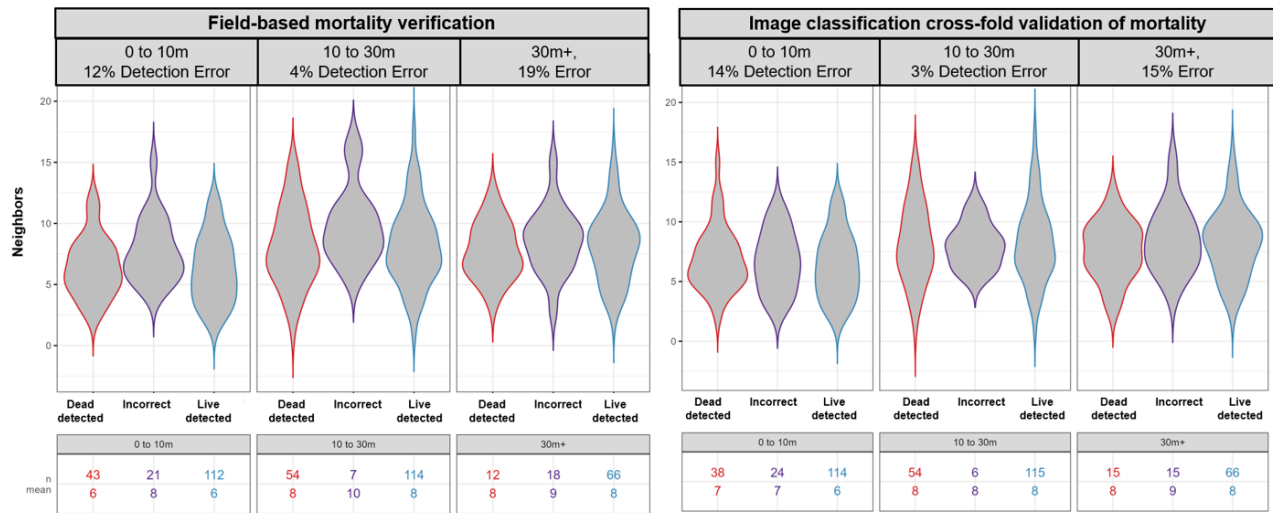 Field-based mortality verification
0 to 10m
12% Detection Error
10 to 30m
4% Detection Error
30m+,
19% Error
Neighbors
20
15
10
5
0
Dead detected
Incorrect
Live detected
Dead detected
Incorrect
Live detected
Dead detected
Incorrect
Live detected
0 to 10m
10 to 30m
30m+
n 43 21 112 54 7 114 12 18 66
mean 6 8 6 8 10 8 8 9 8
Image classification cross-fold validation of mortality
0 to 10m
14% Detection Error
10 to 30m
3% Detection Error
30m+,
15% Error
20
15
10
5
0
Dead detected
Incorrect
Live detected
Dead detected
Incorrect
Live detected
Dead detected
Incorrect
Live detected
0 to 10m
10 to 30m
30m+
38 24 114 54 6 115 15 15 66
7 7 6 8 8 8 8 9 8